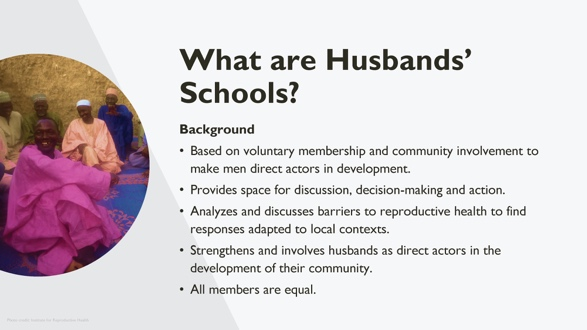 What are Husbands'
Schools?
Background
• Based on voluntary membership and community involvement to
make men direct actors in development.
• Provides space for discussion, decision-making and action.
• Analyzes and discusses barriers to reproductive health to find
responses adapted to local contexts.
• Strengthens and involves husbands as direct actors in the
development of their community.
• All members are equal.